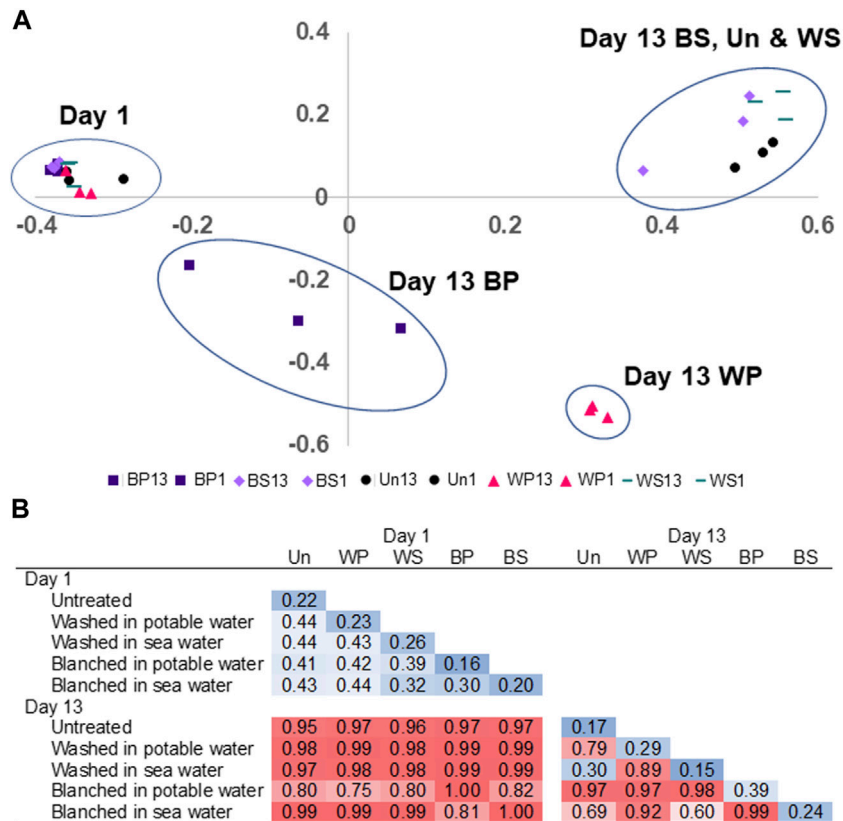 A
0.4
Day 13 BS, Un & WS
Day 1
0.2
0
-0.4 -0.2 0 0.2 0.4 0.6
-0.2
Day 13 BP
-0.4
Day 13 WP
-0.6
BP13 BP1 BS13 BS1 Un13 Un1 WP13 WP1 WS13 WS1
B
Day 1 Day 13
Un WP WS BP BS Un WP WS BP BS
Day 1
Untreated 0.22
Washed in potable water 0.44 0.23
Washed in sea water 0.44 0.43 0.26
Blanched in potable water 0.41 0.42 0.39 0.16
Blanched in sea water 0.43 0.44 0.32 0.30 0.20
Day 13
Untreated 0.95 0.97 0.96 0.97 0.97 0.17
Washed in potable water 0.98 0.99 0.98 0.99 0.99 0.79 0.29
Washed in sea water 0.97 0.98 0.98 0.99 0.99 0.30 0.89 0.15
Blanched in potable water 0.80 0.75 0.80 1.00 0.82 0.97 0.97 0.98 0.39
Blanched in sea water 0.99 0.99 0.99 0.81 1.00 0.69 0.92 0.60 0.99 0.24